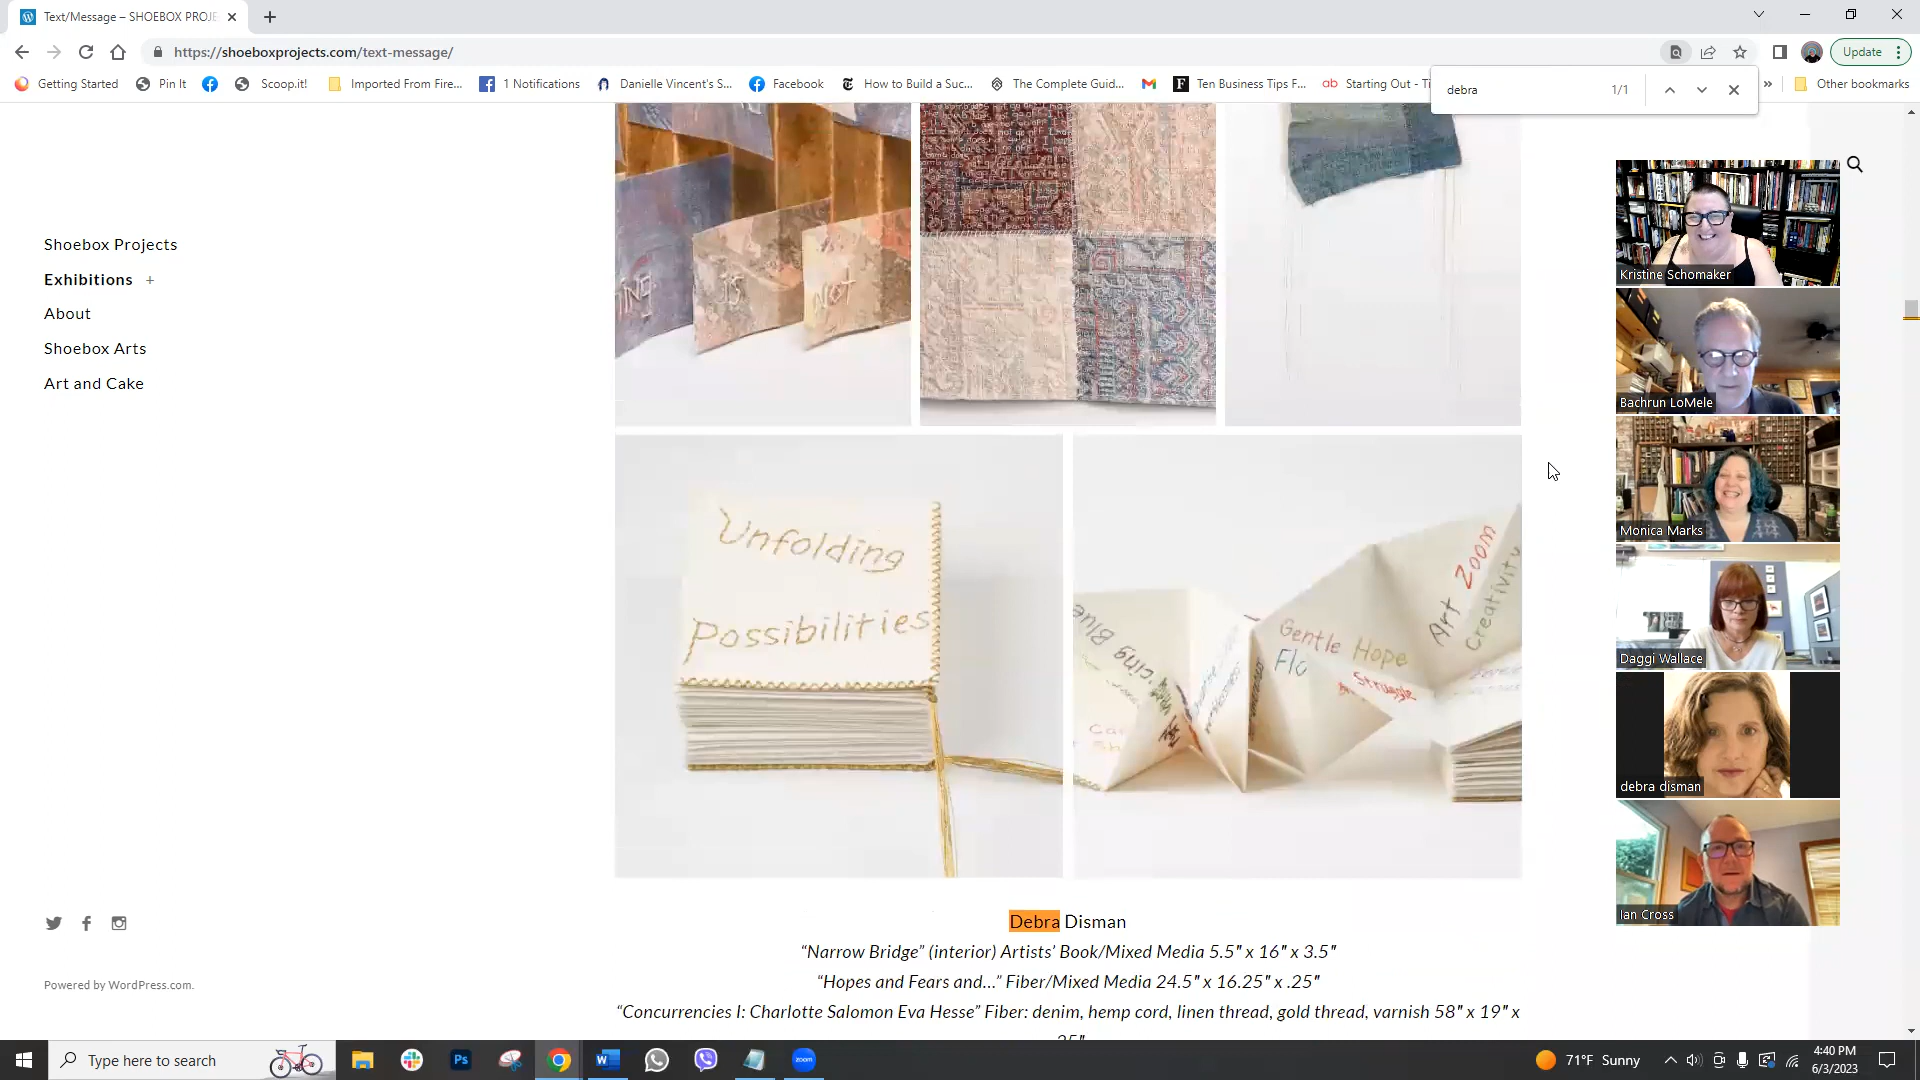 Text/Message – SHOEBOX PROJE
https://shoeboxprojects.com/text-message/
Update
Getting Started
Pin It
Scoop.it!
Imported From Fire...
1 Notifications
Danielle Vincent's S...
Facebook
How to Build a Suc...
The Complete Guid...
Ten Business Tips F...
Starting Out - Ti
Other bookmarks
debra
1/1
Shoebox Projects
Exhibitions +
About
Shoebox Arts
Art and Cake
IS
NOT
Unfolding
Possibilities
Blue
Gentle Hope
Flo
Struggle
Art Zoom
Creativity
Kristine Schomaker
Bachrun LoMele
Monica Marks
Daggi Wallace
debra disman
Ian Cross
Debra Disman
“Narrow Bridge” (interior) Artists’ Book/Mixed Media 5.5″ x 16″ x 3.5″
“Hopes and Fears and…” Fiber/Mixed Media 24.5″ x 16.25″ x .25″
“Concurrencies I: Charlotte Salomon Eva Hesse” Fiber: denim, hemp cord, linen thread, gold thread, varnish 58″ x 19″ x
Powered by WordPress.com.
Type here to search
71°F Sunny
4:40 PM
6/3/2023